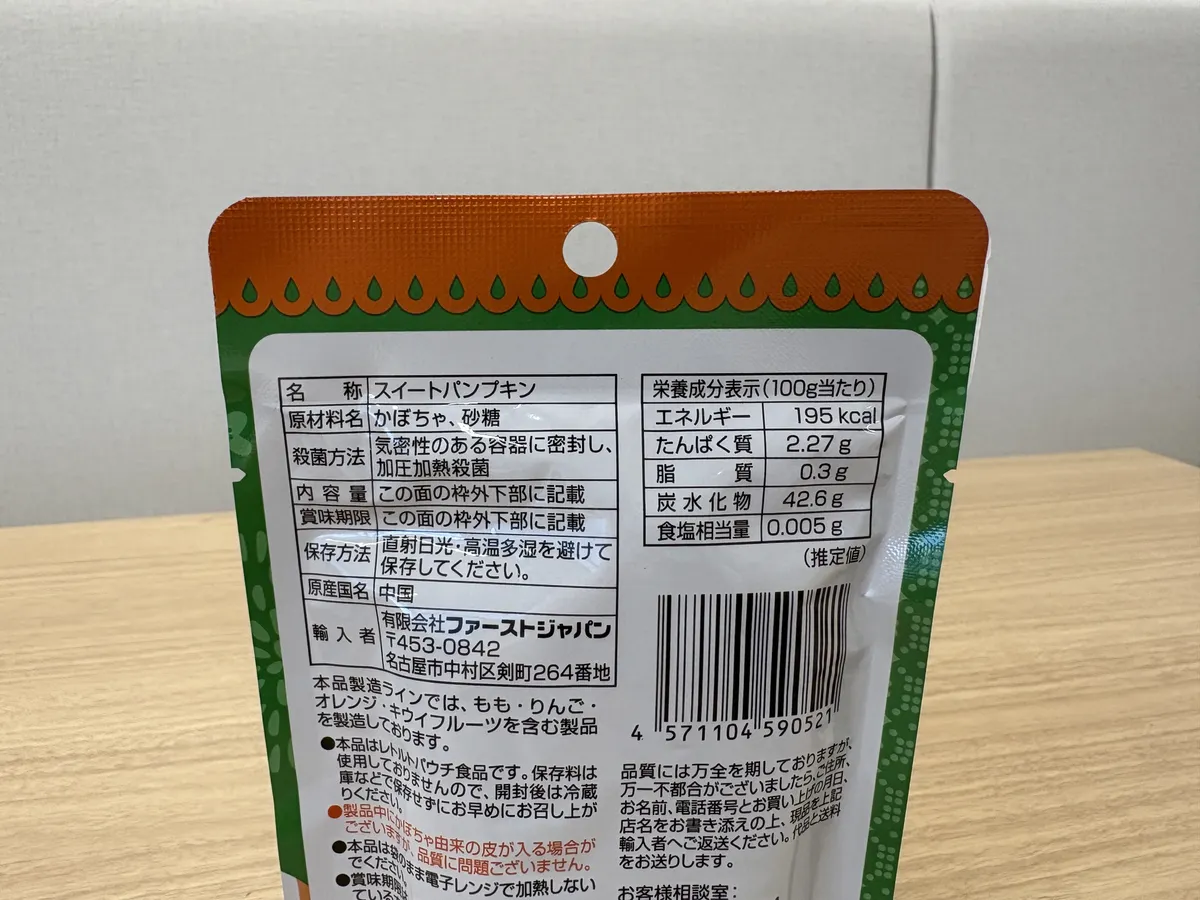 名称 スイートパンプキン
原材料名 かぼちゃ、砂糖
殺菌方法 気密性のある容器に密封し、
加圧加熱殺菌
内容量 この面の枠外下部に記載
賞味期限 この面の枠外下部に記載
保存方法 直射日光・高温多湿を避けて
保存してください。
原産国名 中国
輸入者 有限会社ファーストジャパン
〒453-0842
名古屋市中村区剣町264番地
本品製造ラインでは、もも・りんご・
オレンジ・キウイフルーツを含む製品
を製造しております。
●本品はレトルトパウチ食品です。保存料は
使用しておりませんので、開封後は冷蔵
庫などで保存せずにお早めにお召し上が
りください。
●製品中にかぼちゃ由来の皮が入る場合が
ございますが、品質に問題ございません。
●本品は袋のまま電子レンジで加熱しない
でください。
●賞味期限
ている
栄養成分表示(100g当たり)
エネルギー 195kcal
たんぱく質 2.27g
脂質 0.3g
炭水化物 42.6g
食塩相当量 0.005g
(推定値)
4 571104 590521
品質には万全を期しておりますが、
万一不都合がございましたら、ご住所、
お名前、電話番号とお買い上げの月日、
店名をお書き添えの上、現品を上記
輸入者へご返送ください。代品と送料
をお送りします。
お客様相談室: